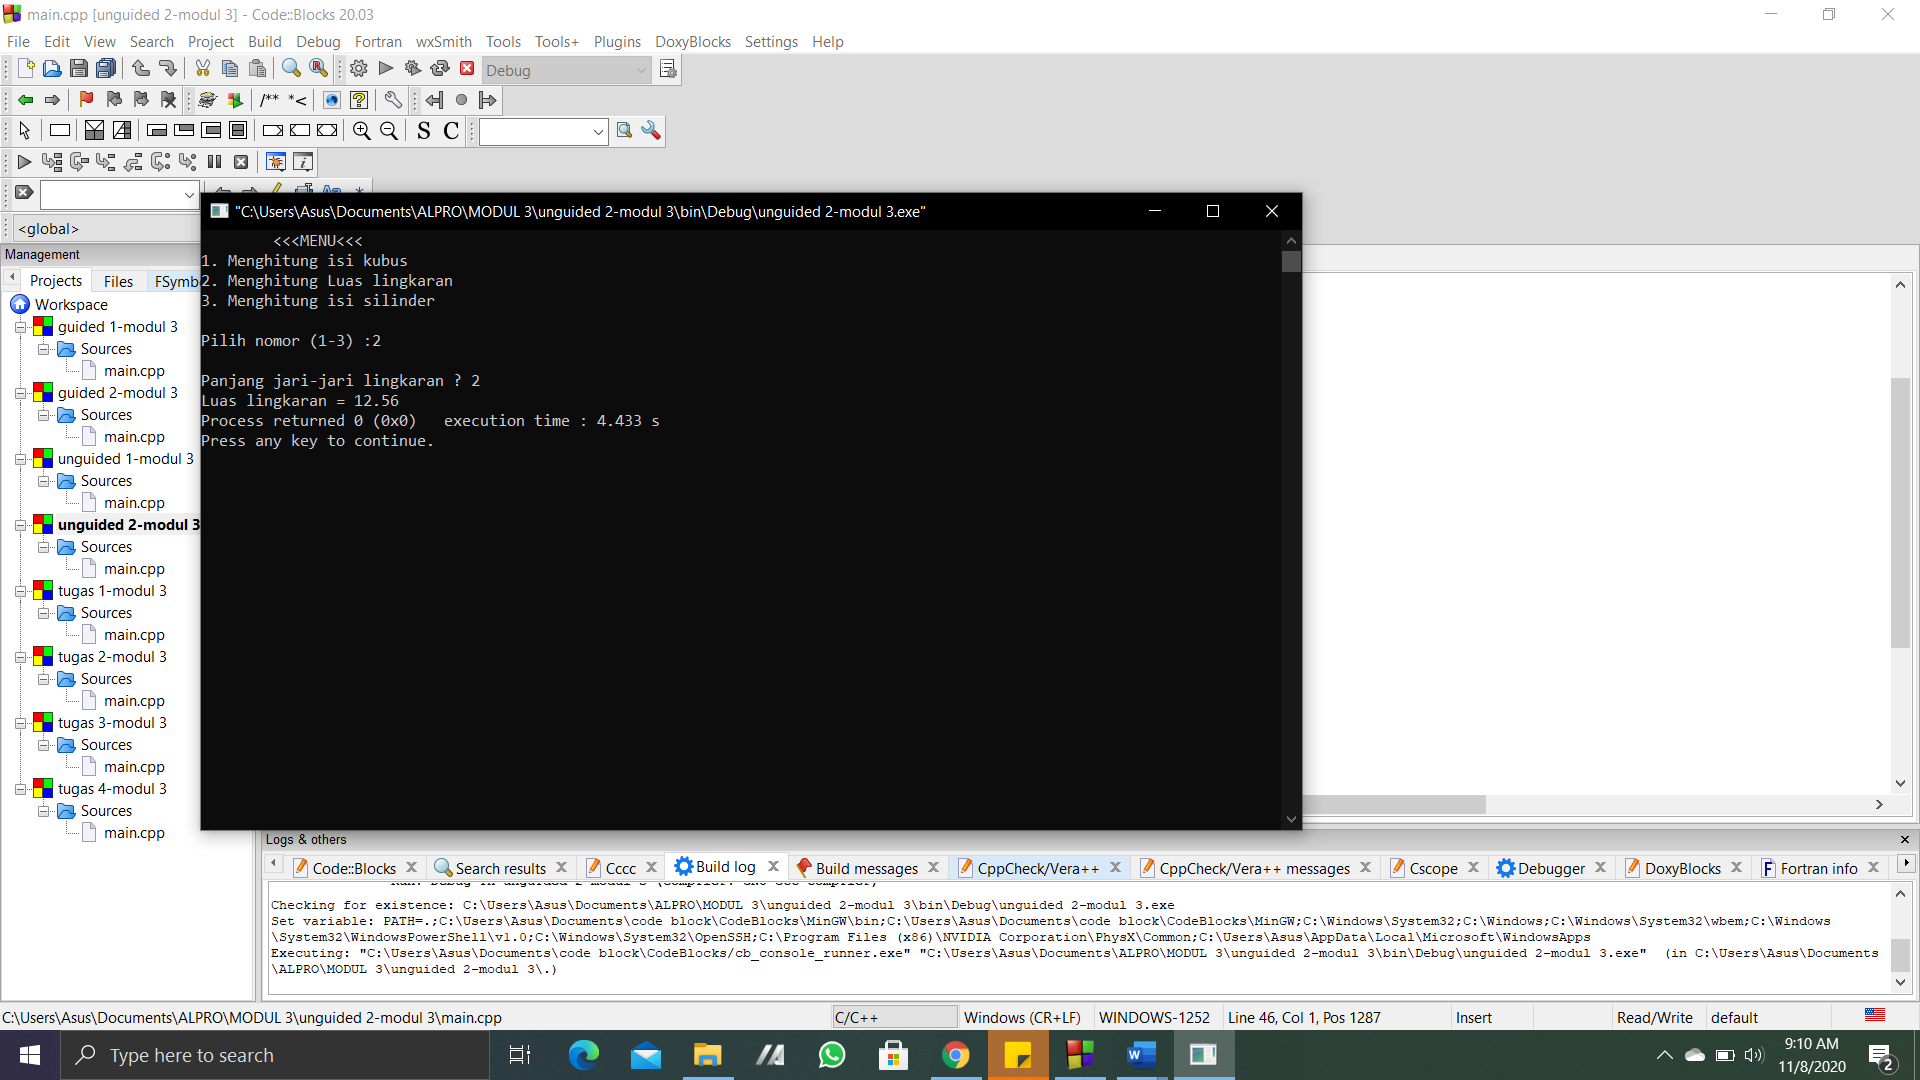 main.cpp [unguided 2-modul 3] - Code::Blocks 20.03
File Edit View Search Project Build Debug Fortran wxSmith Tools Tools+ Plugins DoxyBlocks Settings Help
Debug
/** *<
S C
<global>
"C:\Users\Asus\Documents\ALPRO\MODUL 3\unguided 2-modul 3\bin\Debug\unguided 2-modul 3.exe"
<<<MENU<<<
1. Menghitung isi kubus
2. Menghitung Luas lingkaran
3. Menghitung isi silinder
Pilih nomor (1-3) :2
Panjang jari-jari lingkaran ? 2
Luas lingkaran = 12.56
Process returned 0 (0x0) execution time : 4.433 s
Press any key to continue.
Management
Projects Files FSymb
Workspace
guided 1-modul 3
Sources
main.cpp
guided 2-modul 3
Sources
main.cpp
unguided 1-modul 3
Sources
main.cpp
unguided 2-modul 3
Sources
main.cpp
tugas 1-modul 3
Sources
main.cpp
tugas 2-modul 3
Sources
main.cpp
tugas 3-modul 3
Sources
main.cpp
tugas 4-modul 3
Sources
main.cpp
Logs & others
Code::Blocks Search results Cccc Build log Build messages CppCheck/Vera++ CppCheck/Vera++ messages Cscope Debugger DoxyBlocks Fortran info
Checking for existence: C:\Users\Asus\Documents\ALPRO\MODUL 3\unguided 2-modul 3\bin\Debug\unguided 2-modul 3.exe
Set variable: PATH=.;C:\Users\Asus\Documents\code block\CodeBlocks\MinGW\bin;C:\Users\Asus\Documents\code block\CodeBlocks\MinGW;C:\Windows\System32;C:\Windows;C:\Windows\System32\wbem;C:\Windows
\System32\WindowsPowerShell\v1.0;C:\Windows\System32\OpenSSH;C:\Program Files (x86)\NVIDIA Corporation\PhysX\Common;C:\Users\Asus\AppData\Local\Microsoft\WindowsApps
Executing: "C:\Users\Asus\Documents\code block\CodeBlocks/cb_console_runner.exe" "C:\Users\Asus\Documents\ALPRO\MODUL 3\unguided 2-modul 3\bin\Debug\unguided 2-modul 3.exe" (in C:\Users\Asus\Documents
\ALPRO\MODUL 3\unguided 2-modul 3\.)
C:\Users\Asus\Documents\ALPRO\MODUL 3\unguided 2-modul 3\main.cpp C/C++ Windows (CR+LF) WINDOWS-1252 Line 46, Col 1, Pos 1287 Insert Read/Write default
Type here to search
9:10 AM
11/8/2020
2